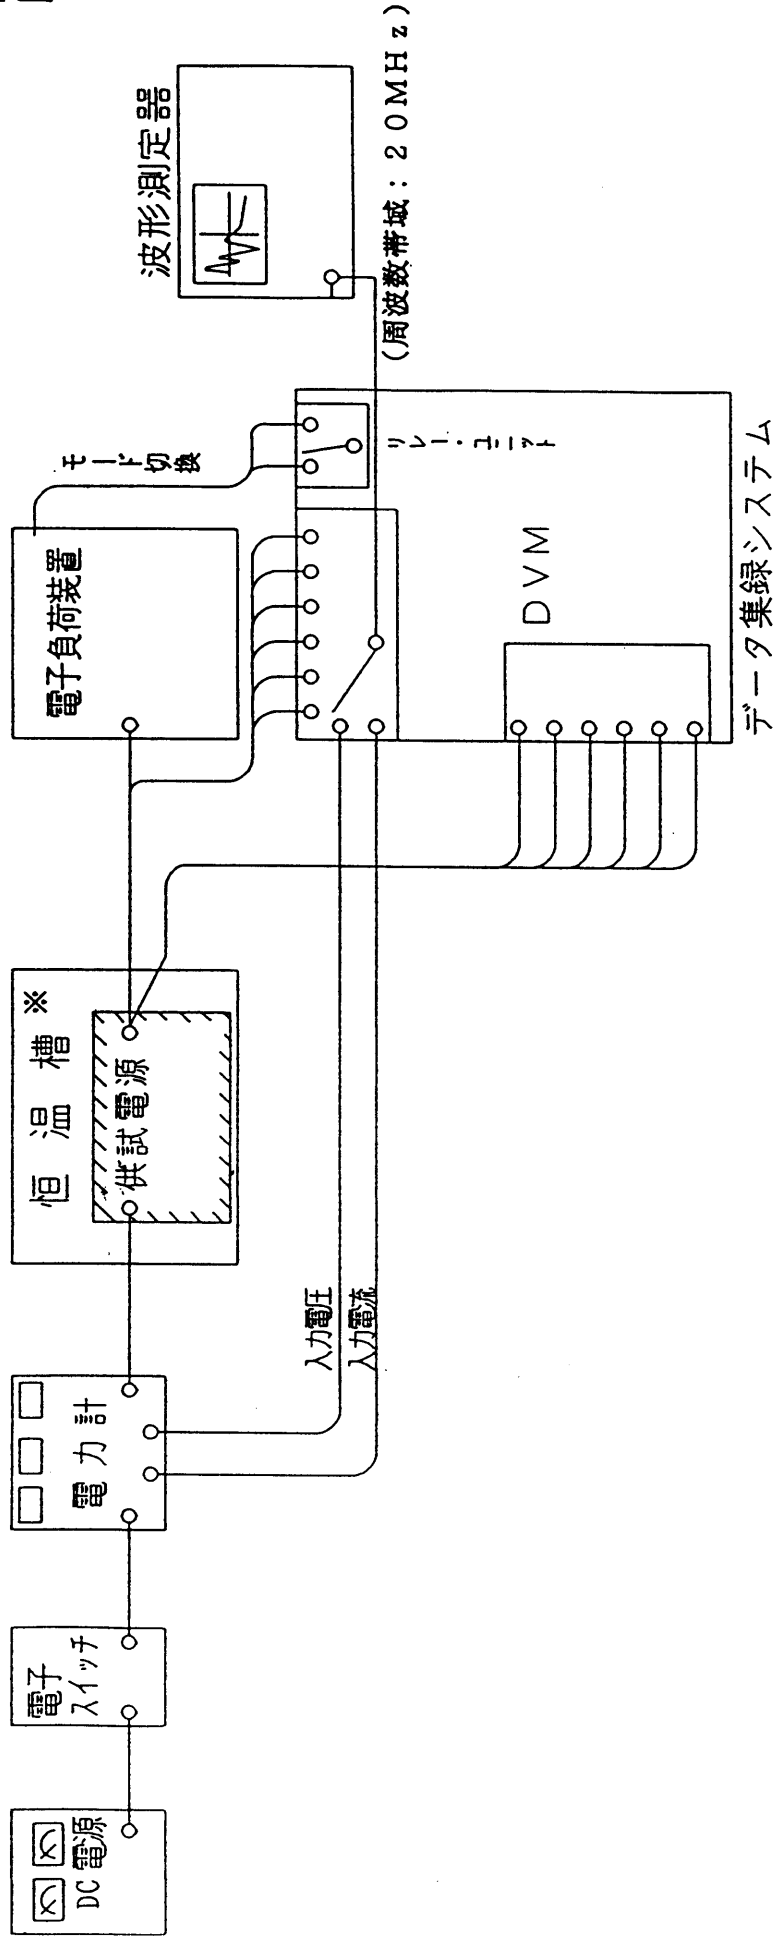 DC電源
電子
スイッチ
電力計
恒温槽 ※
供試電源
電子負荷装置
モード切換
波形測定器
(周波数帯域：20MHz)
リレー・ユニット
入力電圧
入力電流
DVM
データ集録システム